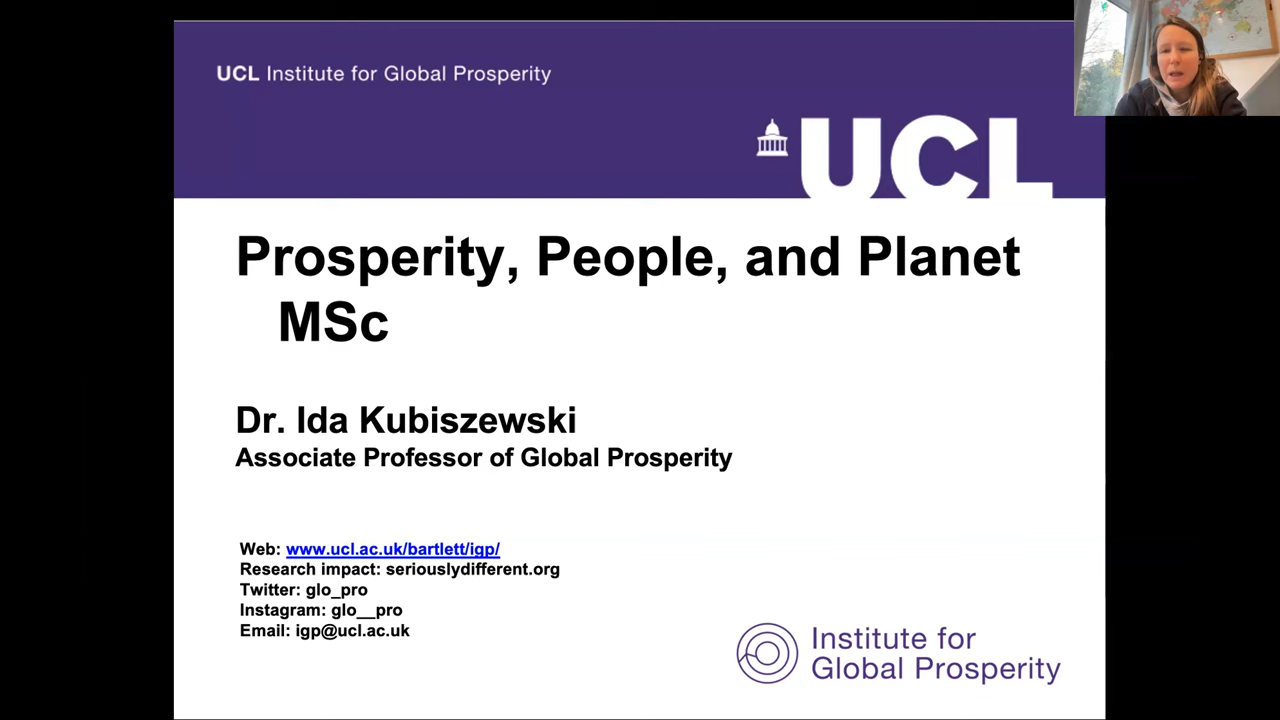 UCL Institute for Global Prosperity
UCL
Prosperity, People, and Planet
MSc
Dr. Ida Kubiszewski
Associate Professor of Global Prosperity
Web: www.ucl.ac.uk/bartlett/igp/
Research impact: seriouslydifferent.org
Twitter: glo_pro
Instagram: glo__pro
Email: igp@ucl.ac.uk
Institute for
Global Prosperity